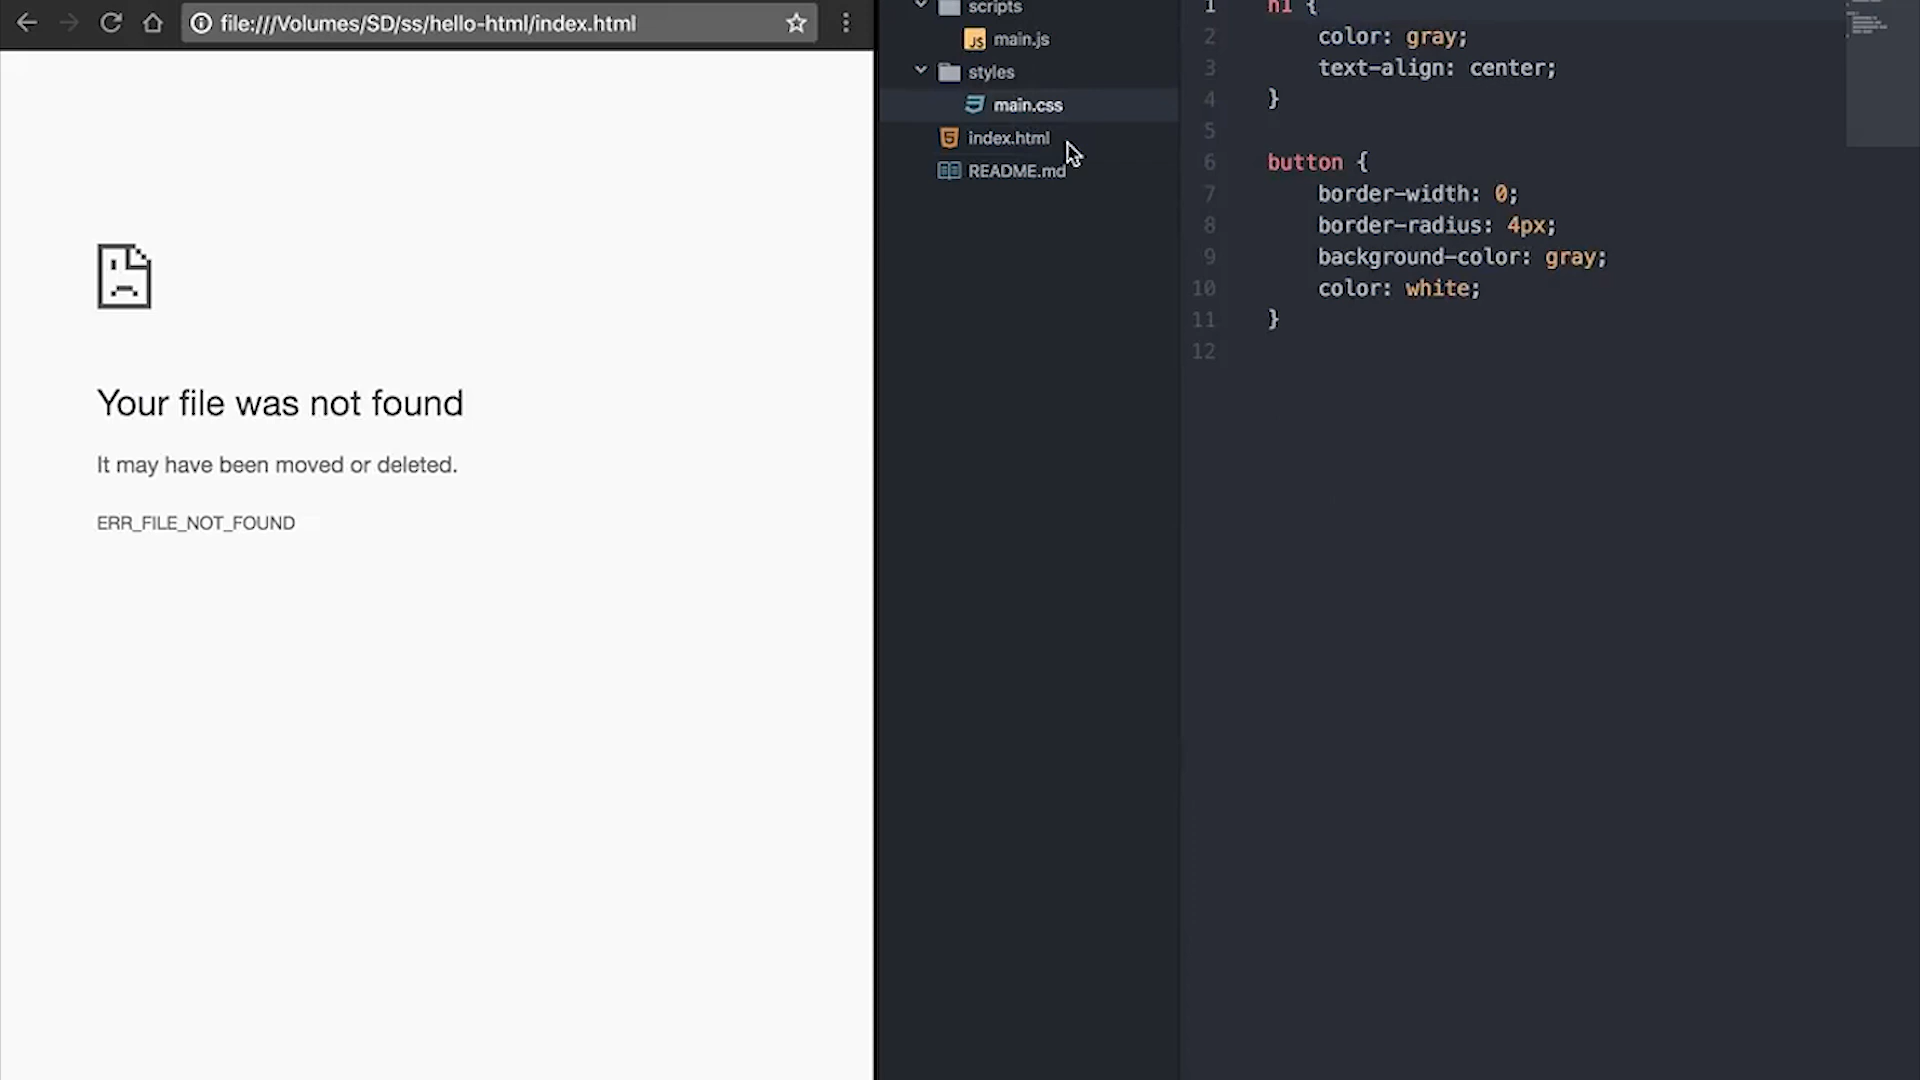 file:///Volumes/SD/ss/hello-html/index.html
Your file was not found
It may have been moved or deleted.
ERR_FILE_NOT_FOUND
scripts
JS main.js
styles
main.css
5 index.html
README.md
1 h1 {
2 color: gray;
3 text-align: center;
4 }
5
6 button {
7 border-width: 0;
8 border-radius: 4px;
9 background-color: gray;
10 color: white;
11 }
12